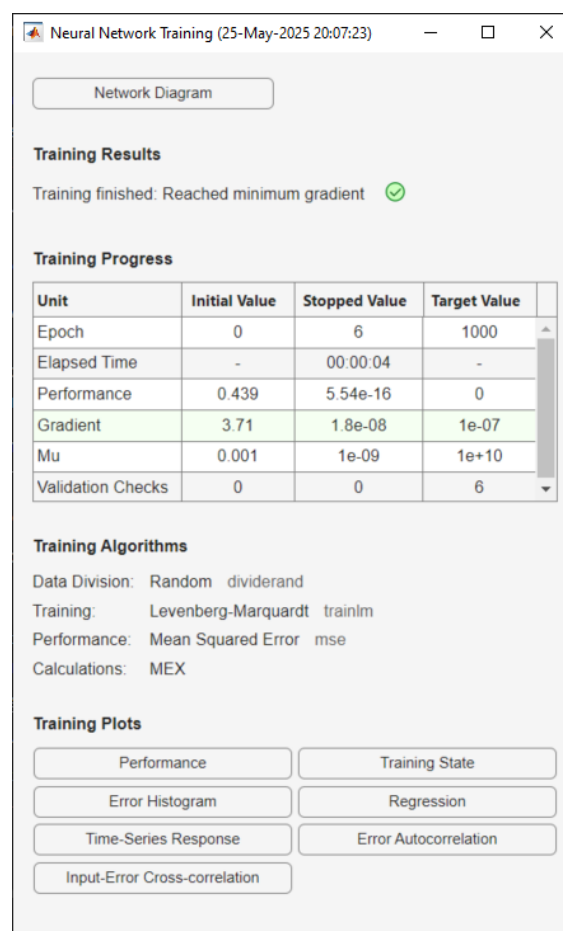 Neural Network Training (25-May-2025 20:07:23)
Network Diagram
Training Results
Training finished: Reached minimum gradient
Training Progress
Unit Initial Value Stopped Value Target Value
Epoch 0 6 1000
Elapsed Time - 00:00:04 -
Performance 0.439 5.54e-16 0
Gradient 3.71 1.8e-08 1e-07
Mu 0.001 1e-09 1e+10
Validation Checks 0 0 6
Training Algorithms
Data Division: Random dividerand
Training: Levenberg-Marquardt trainlm
Performance: Mean Squared Error mse
Calculations: MEX
Training Plots
Performance Training State
Error Histogram Regression
Time-Series Response Error Autocorrelation
Input-Error Cross-correlation